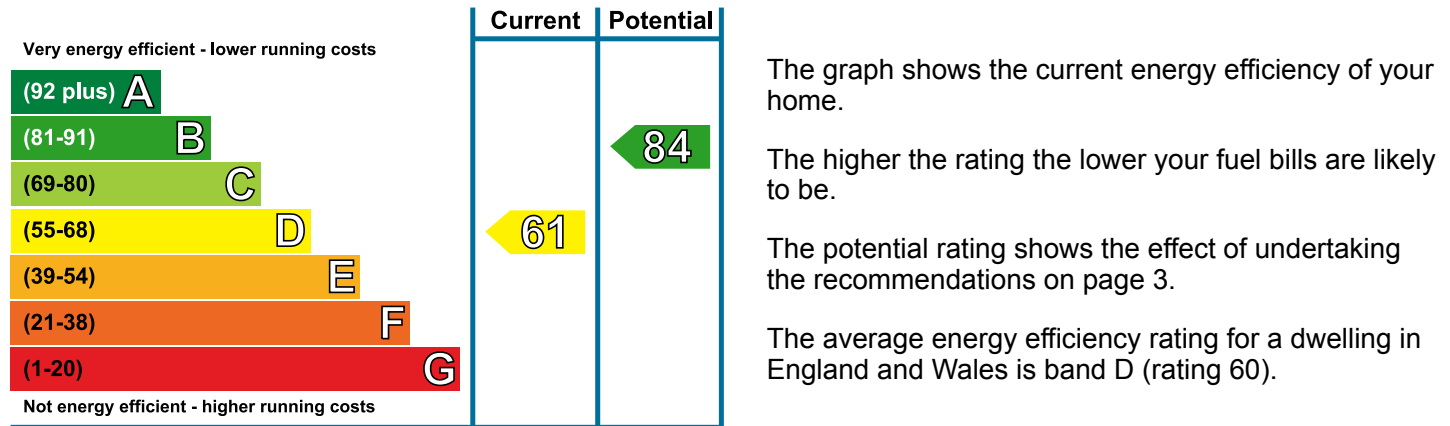 Current Potential
Very energy efficient - lower running costs
(92 plus) A
(81-91) B
84
(69-80) C
(55-68) D
61
(39-54) E
(21-38) F
(1-20) G
Not energy efficient - higher running costs
The graph shows the current energy efficiency of your
home.
The higher the rating the lower your fuel bills are likely
to be.
The potential rating shows the effect of undertaking
the recommendations on page 3.
The average energy efficiency rating for a dwelling in
England and Wales is band D (rating 60).